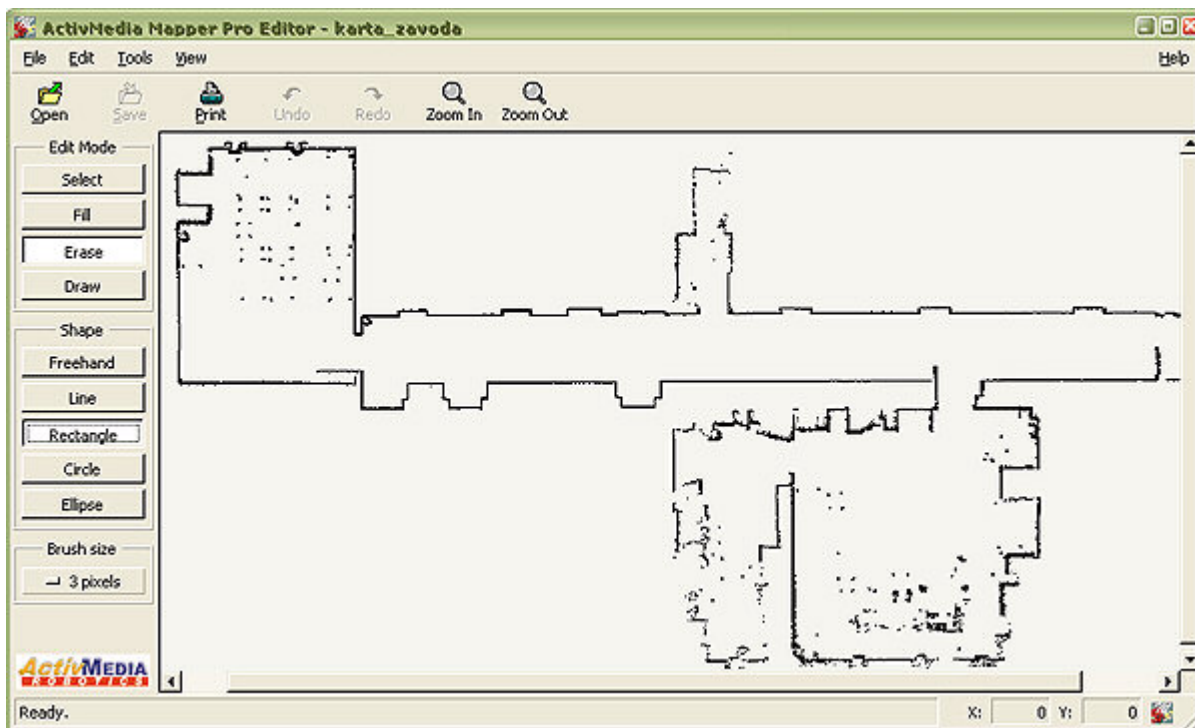 ActivMedia Mapper Pro Editor - karta_zavoda
File Edit Tools View Help
Open Save Print Undo Redo Zoom In Zoom Out
Edit Mode
Select
Fill
Erase
Draw
Shape
Freehand
Line
Rectangle
Circle
Ellipse
Brush size
3 pixels
ACTIVMEDIA
ROBOTICS
Ready. X: 0 Y: 0